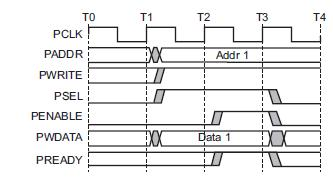 T0 T1 T2 T3 T4
PCLK
PADDR Addr 1
PWRITE
PSEL
PENABLE
PWDATA Data 1
PREADY